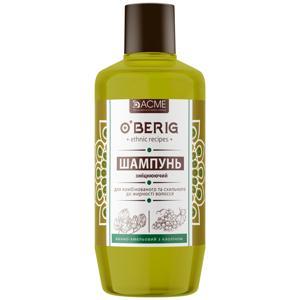 ACME
O'BERIG
• ethnic recipes •
ШАМПУНЬ
зміцнюючий
для комбінованого та схильного
до жирності волосся